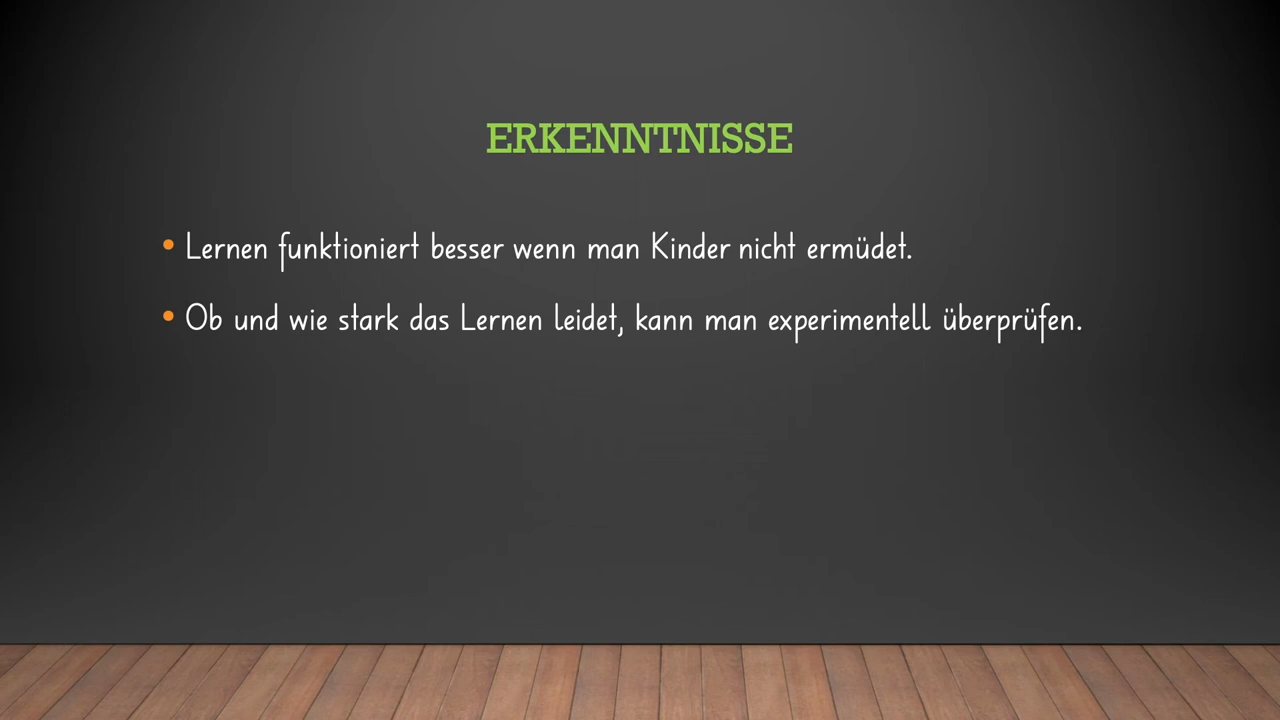 ERKENNTNISSE
• Lernen funktioniert besser wenn man Kinder nicht ermüdet.
• Ob und wie stark das Lernen leidet, kann man experimentell überprüfen.